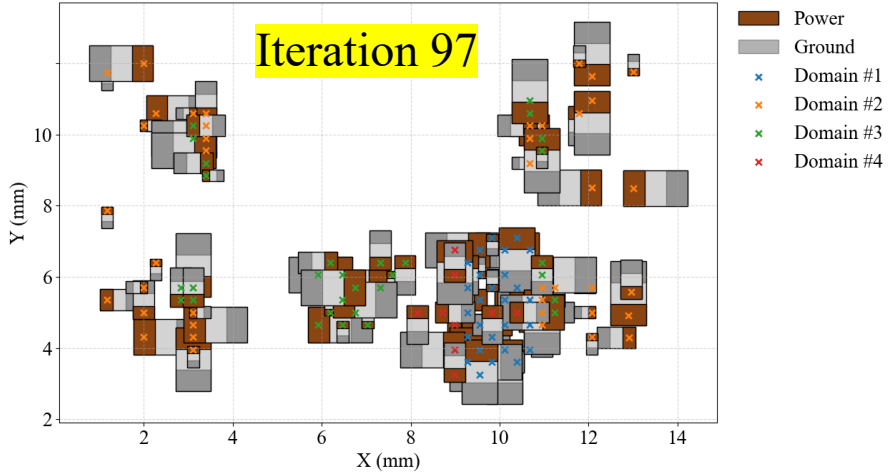 Iteration 97
Power
Ground
Domain #1
Domain #2
Domain #3
Domain #4
10
8
6
4
2
Y (mm)
2
4
6
8
10
12
14
X (mm)